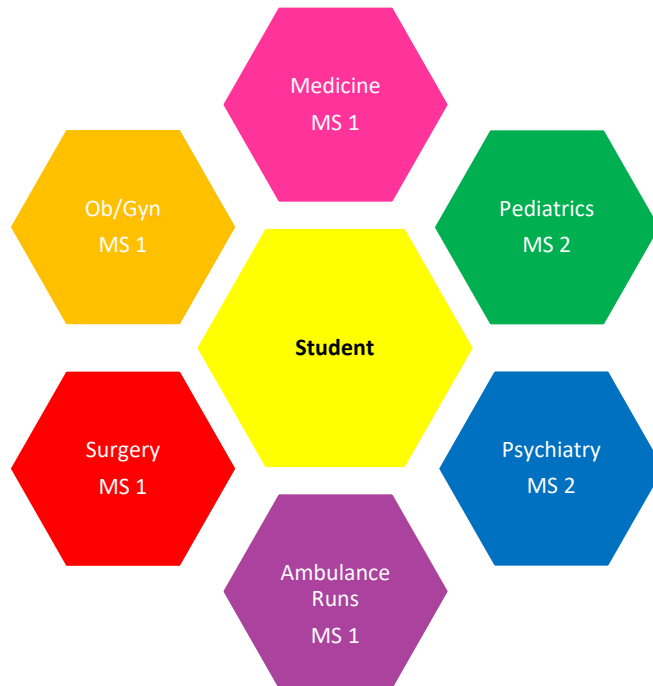 Medicine
MS 1
Ob/Gyn
MS 1
Pediatrics
MS 2
Student
Surgery
MS 1
Psychiatry
MS 2
Ambulance
Runs
MS 1